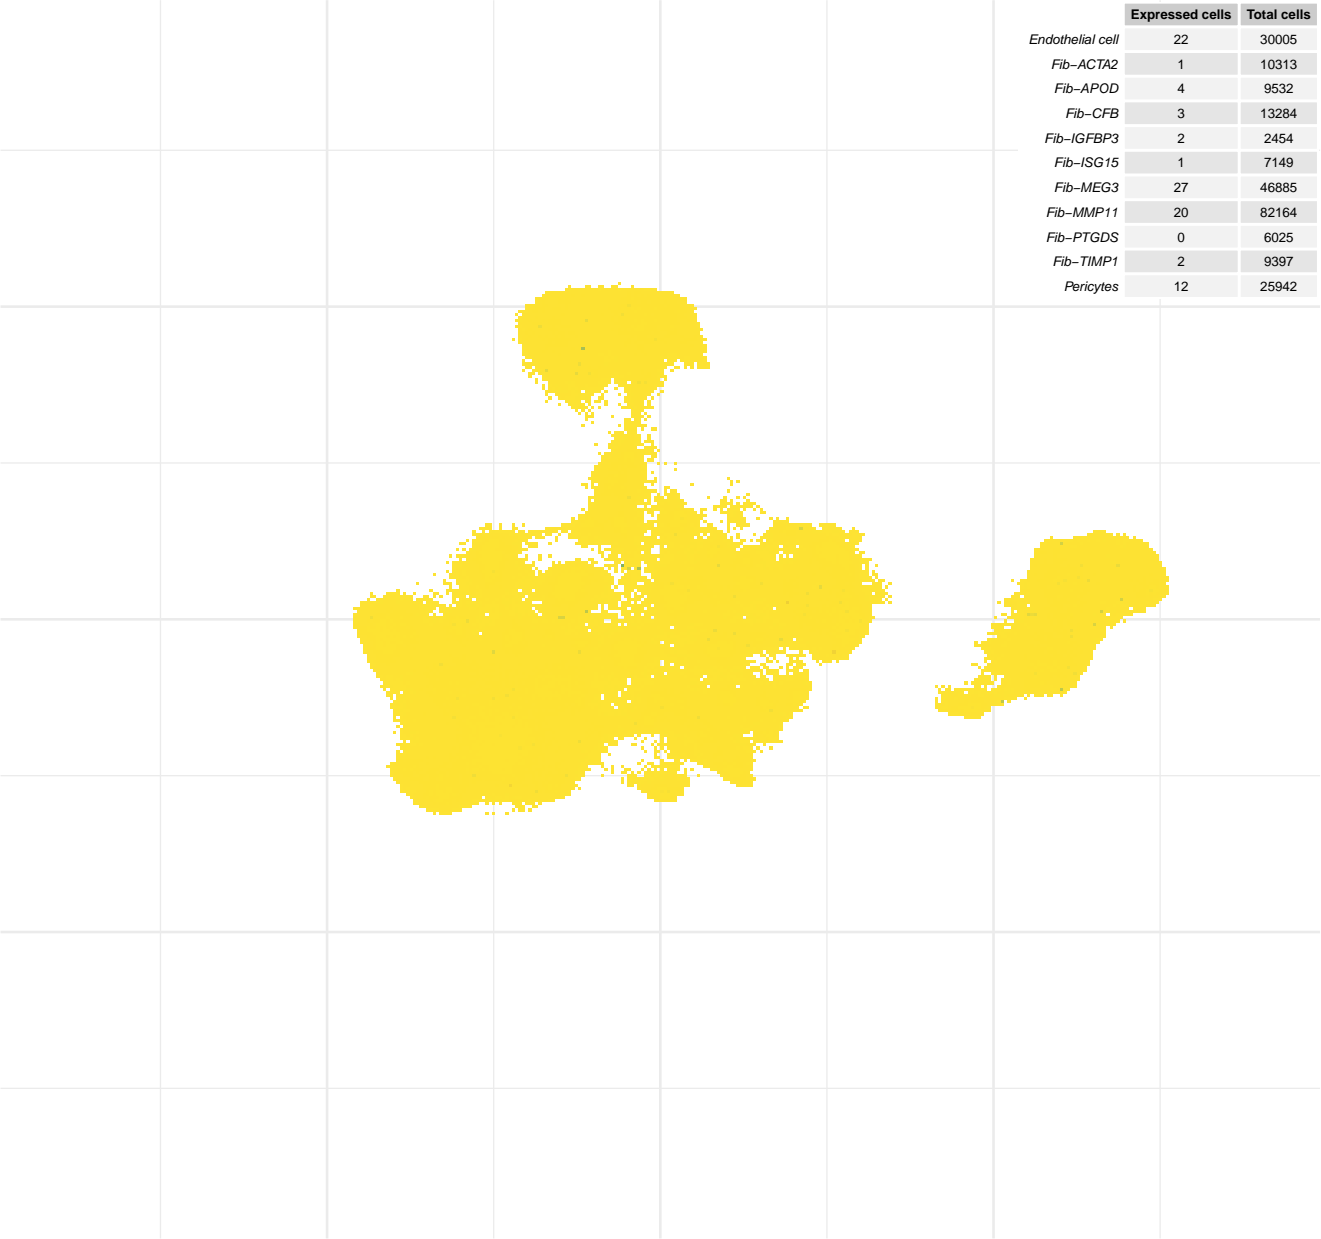 Expressed cells Total cells
Endothelial cell 22 30005
Fib−ACTA2 1 10313
Fib−APOD 4 9532
Fib−CFB 3 13284
Fib−IGFBP3 2 2454
Fib−ISG15 1 7149
Fib−MEG3 27 46885
Fib−MMP11 20 82164
Fib−PTGDS 0 6025
Fib−TIMP1 2 9397
Pericytes 12 25942